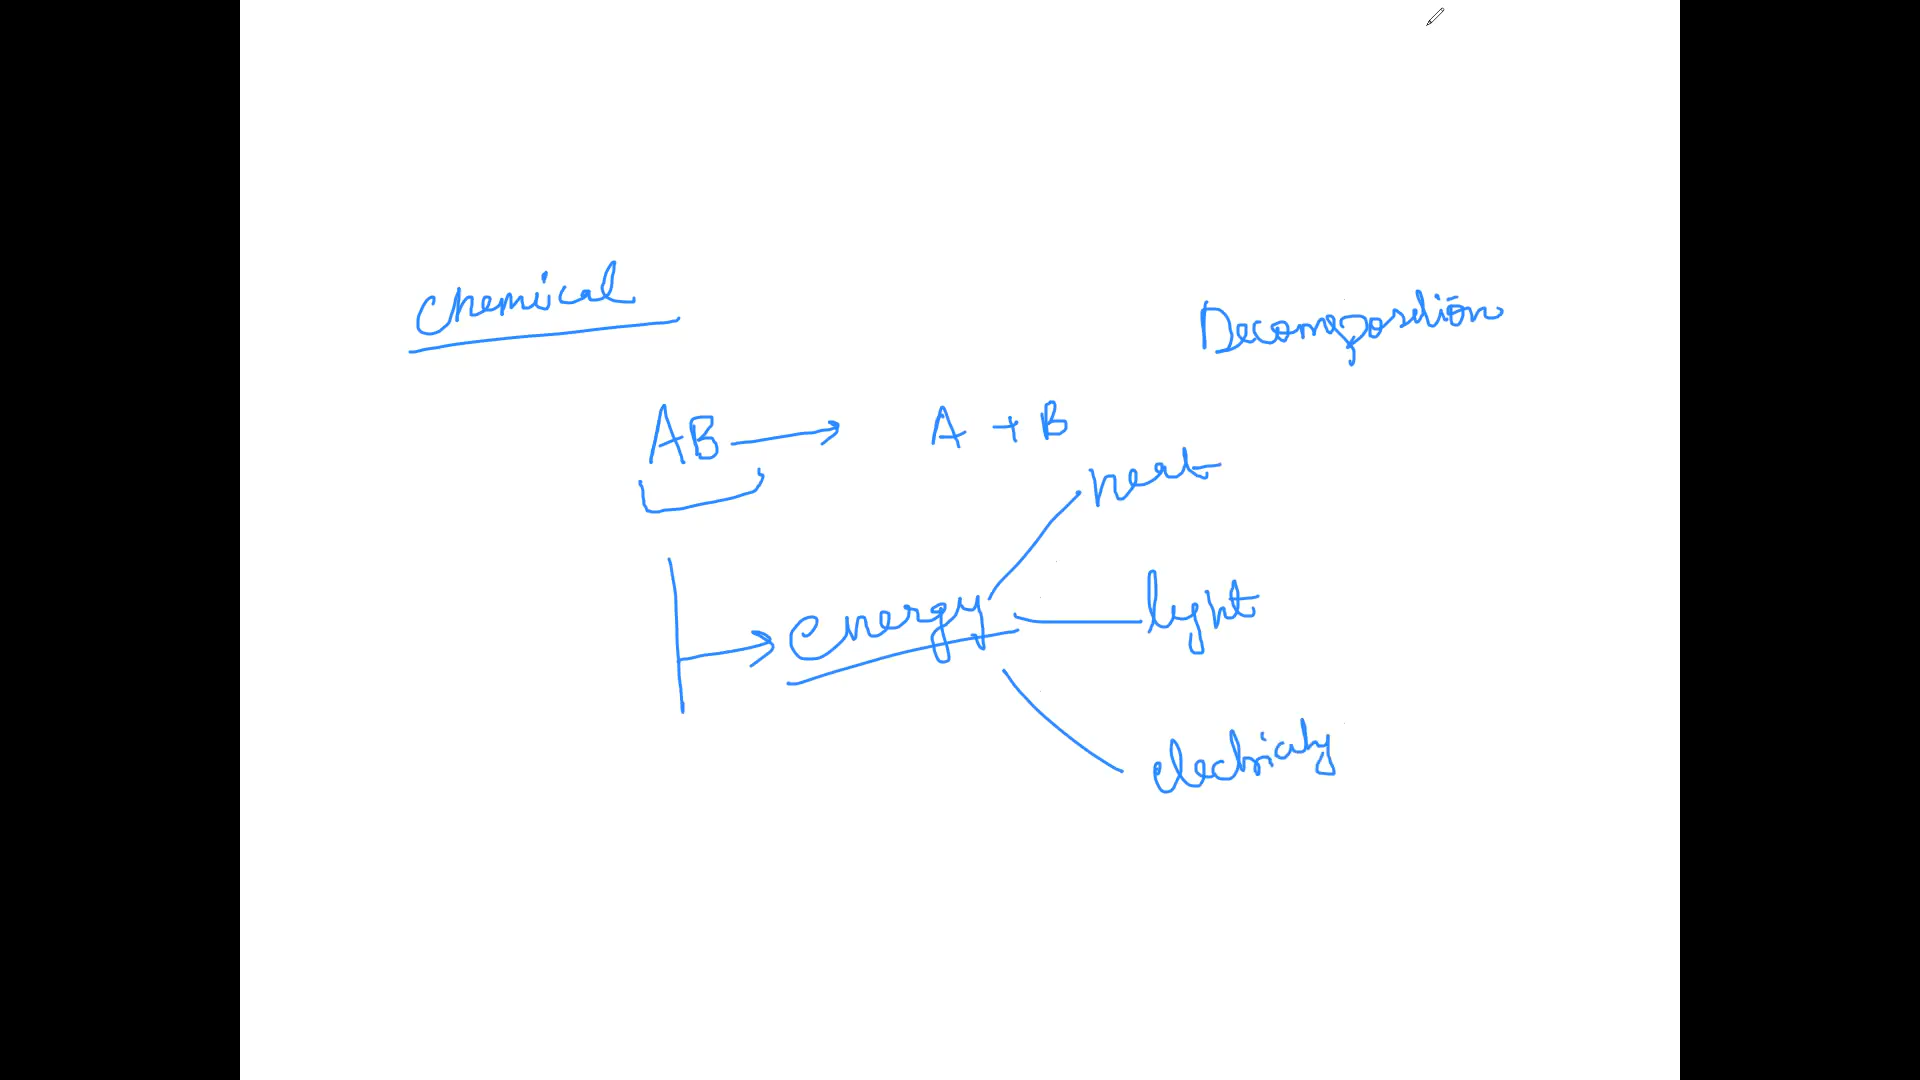 Chemical
Decomposition
AB → A + B
heat
energy
light
electricity